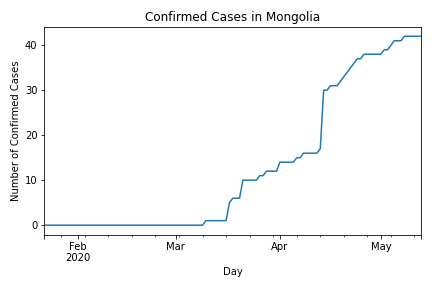 Confirmed Cases in Mongolia
Number of Confirmed Cases
40
30
20
10
0
Feb Mar Apr May
2020
Day